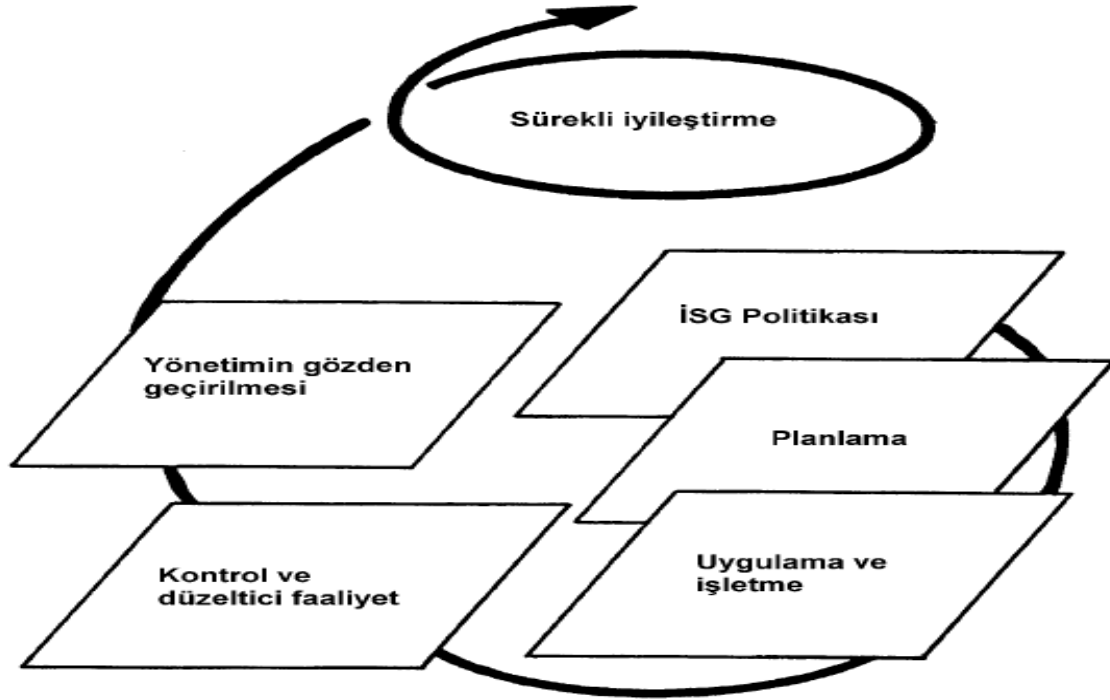 Sürekli iyileştirme
İSG Politikası
Yönetimin gözden
geçirilmesi
Planlama
Uygulama ve
işletme
Kontrol ve
düzeltici faaliyet